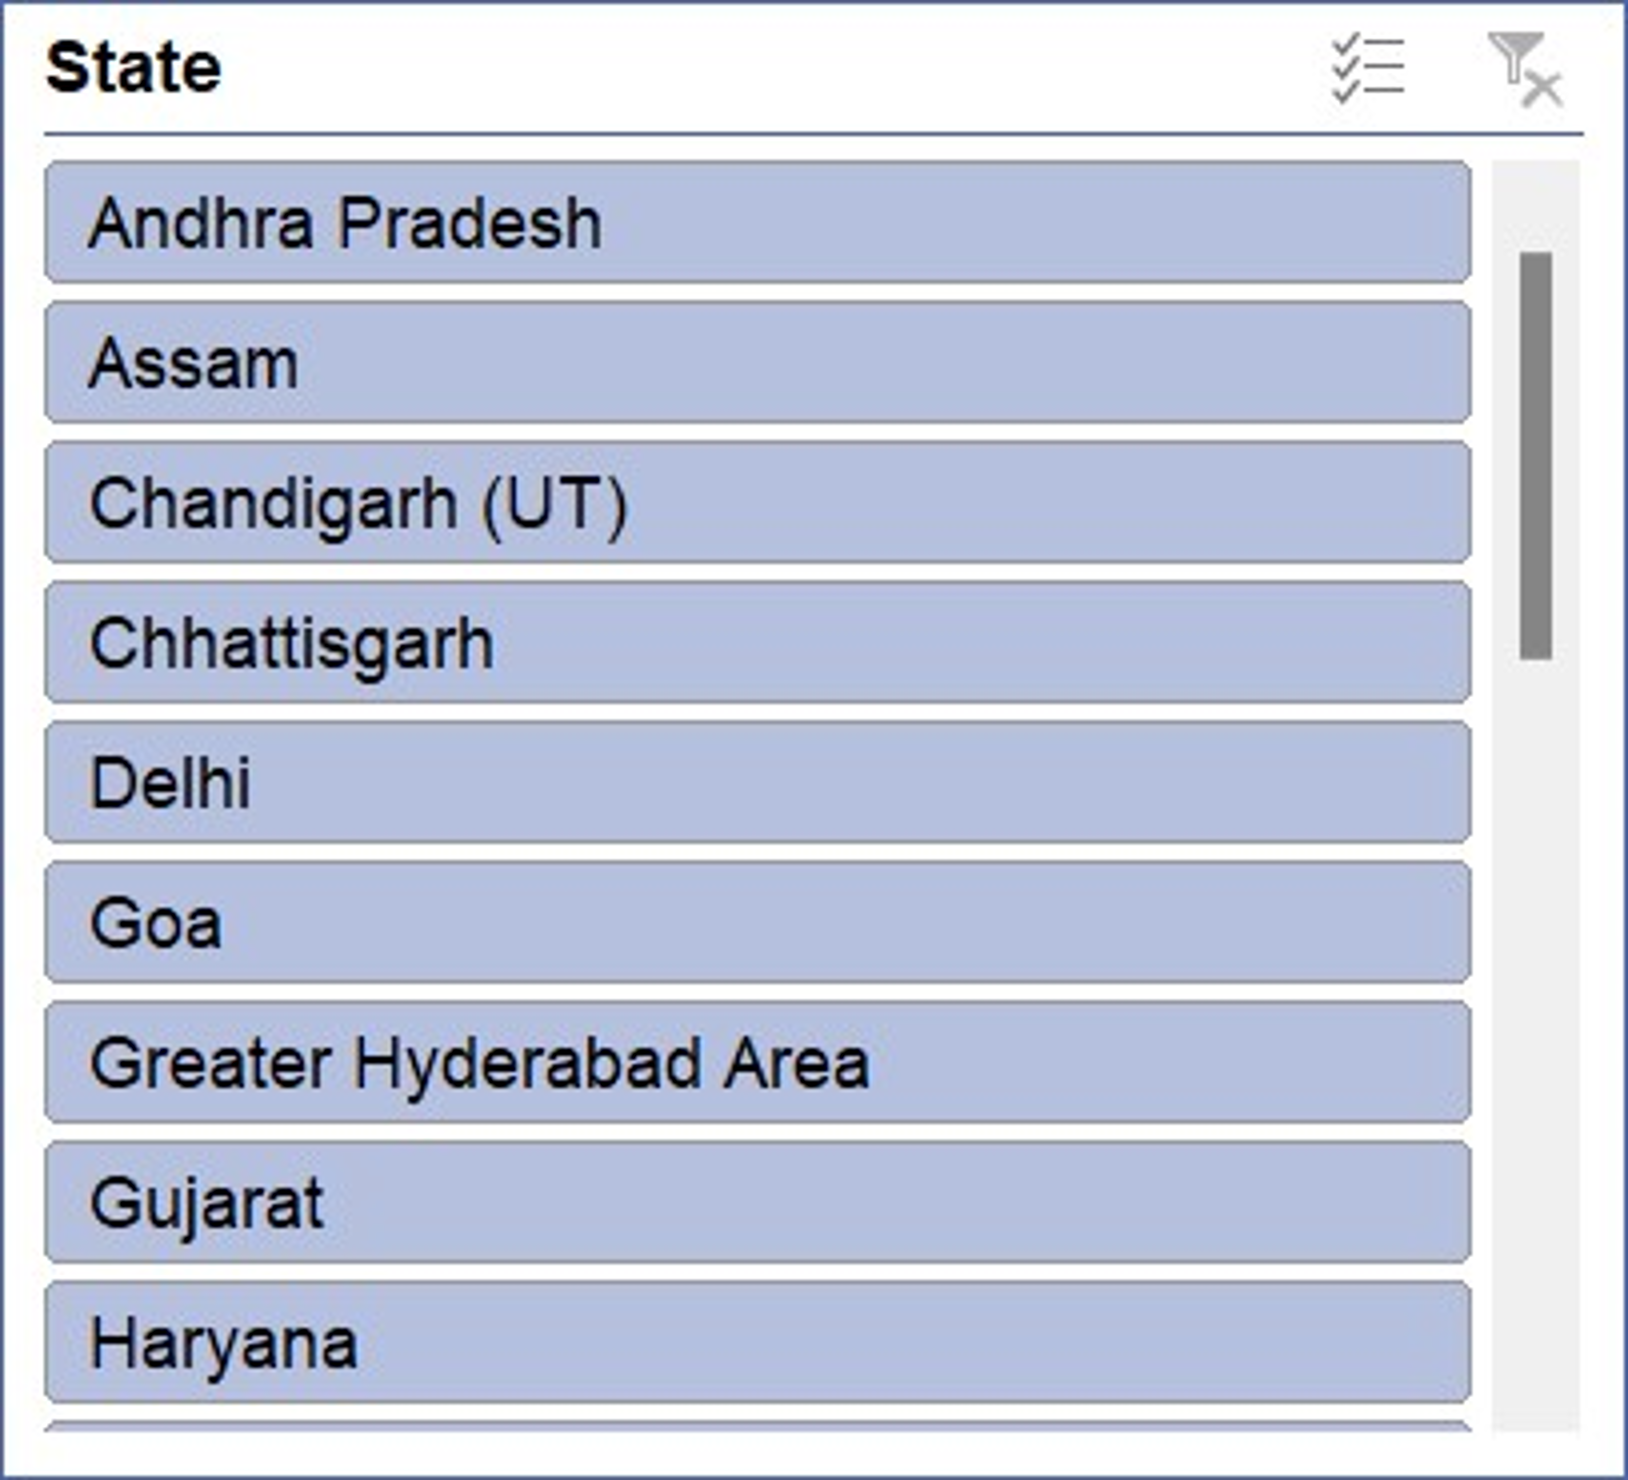 State
Andhra Pradesh
Assam
Chandigarh (UT)
Chhattisgarh
Delhi
Goa
Greater Hyderabad Area
Gujarat
Haryana